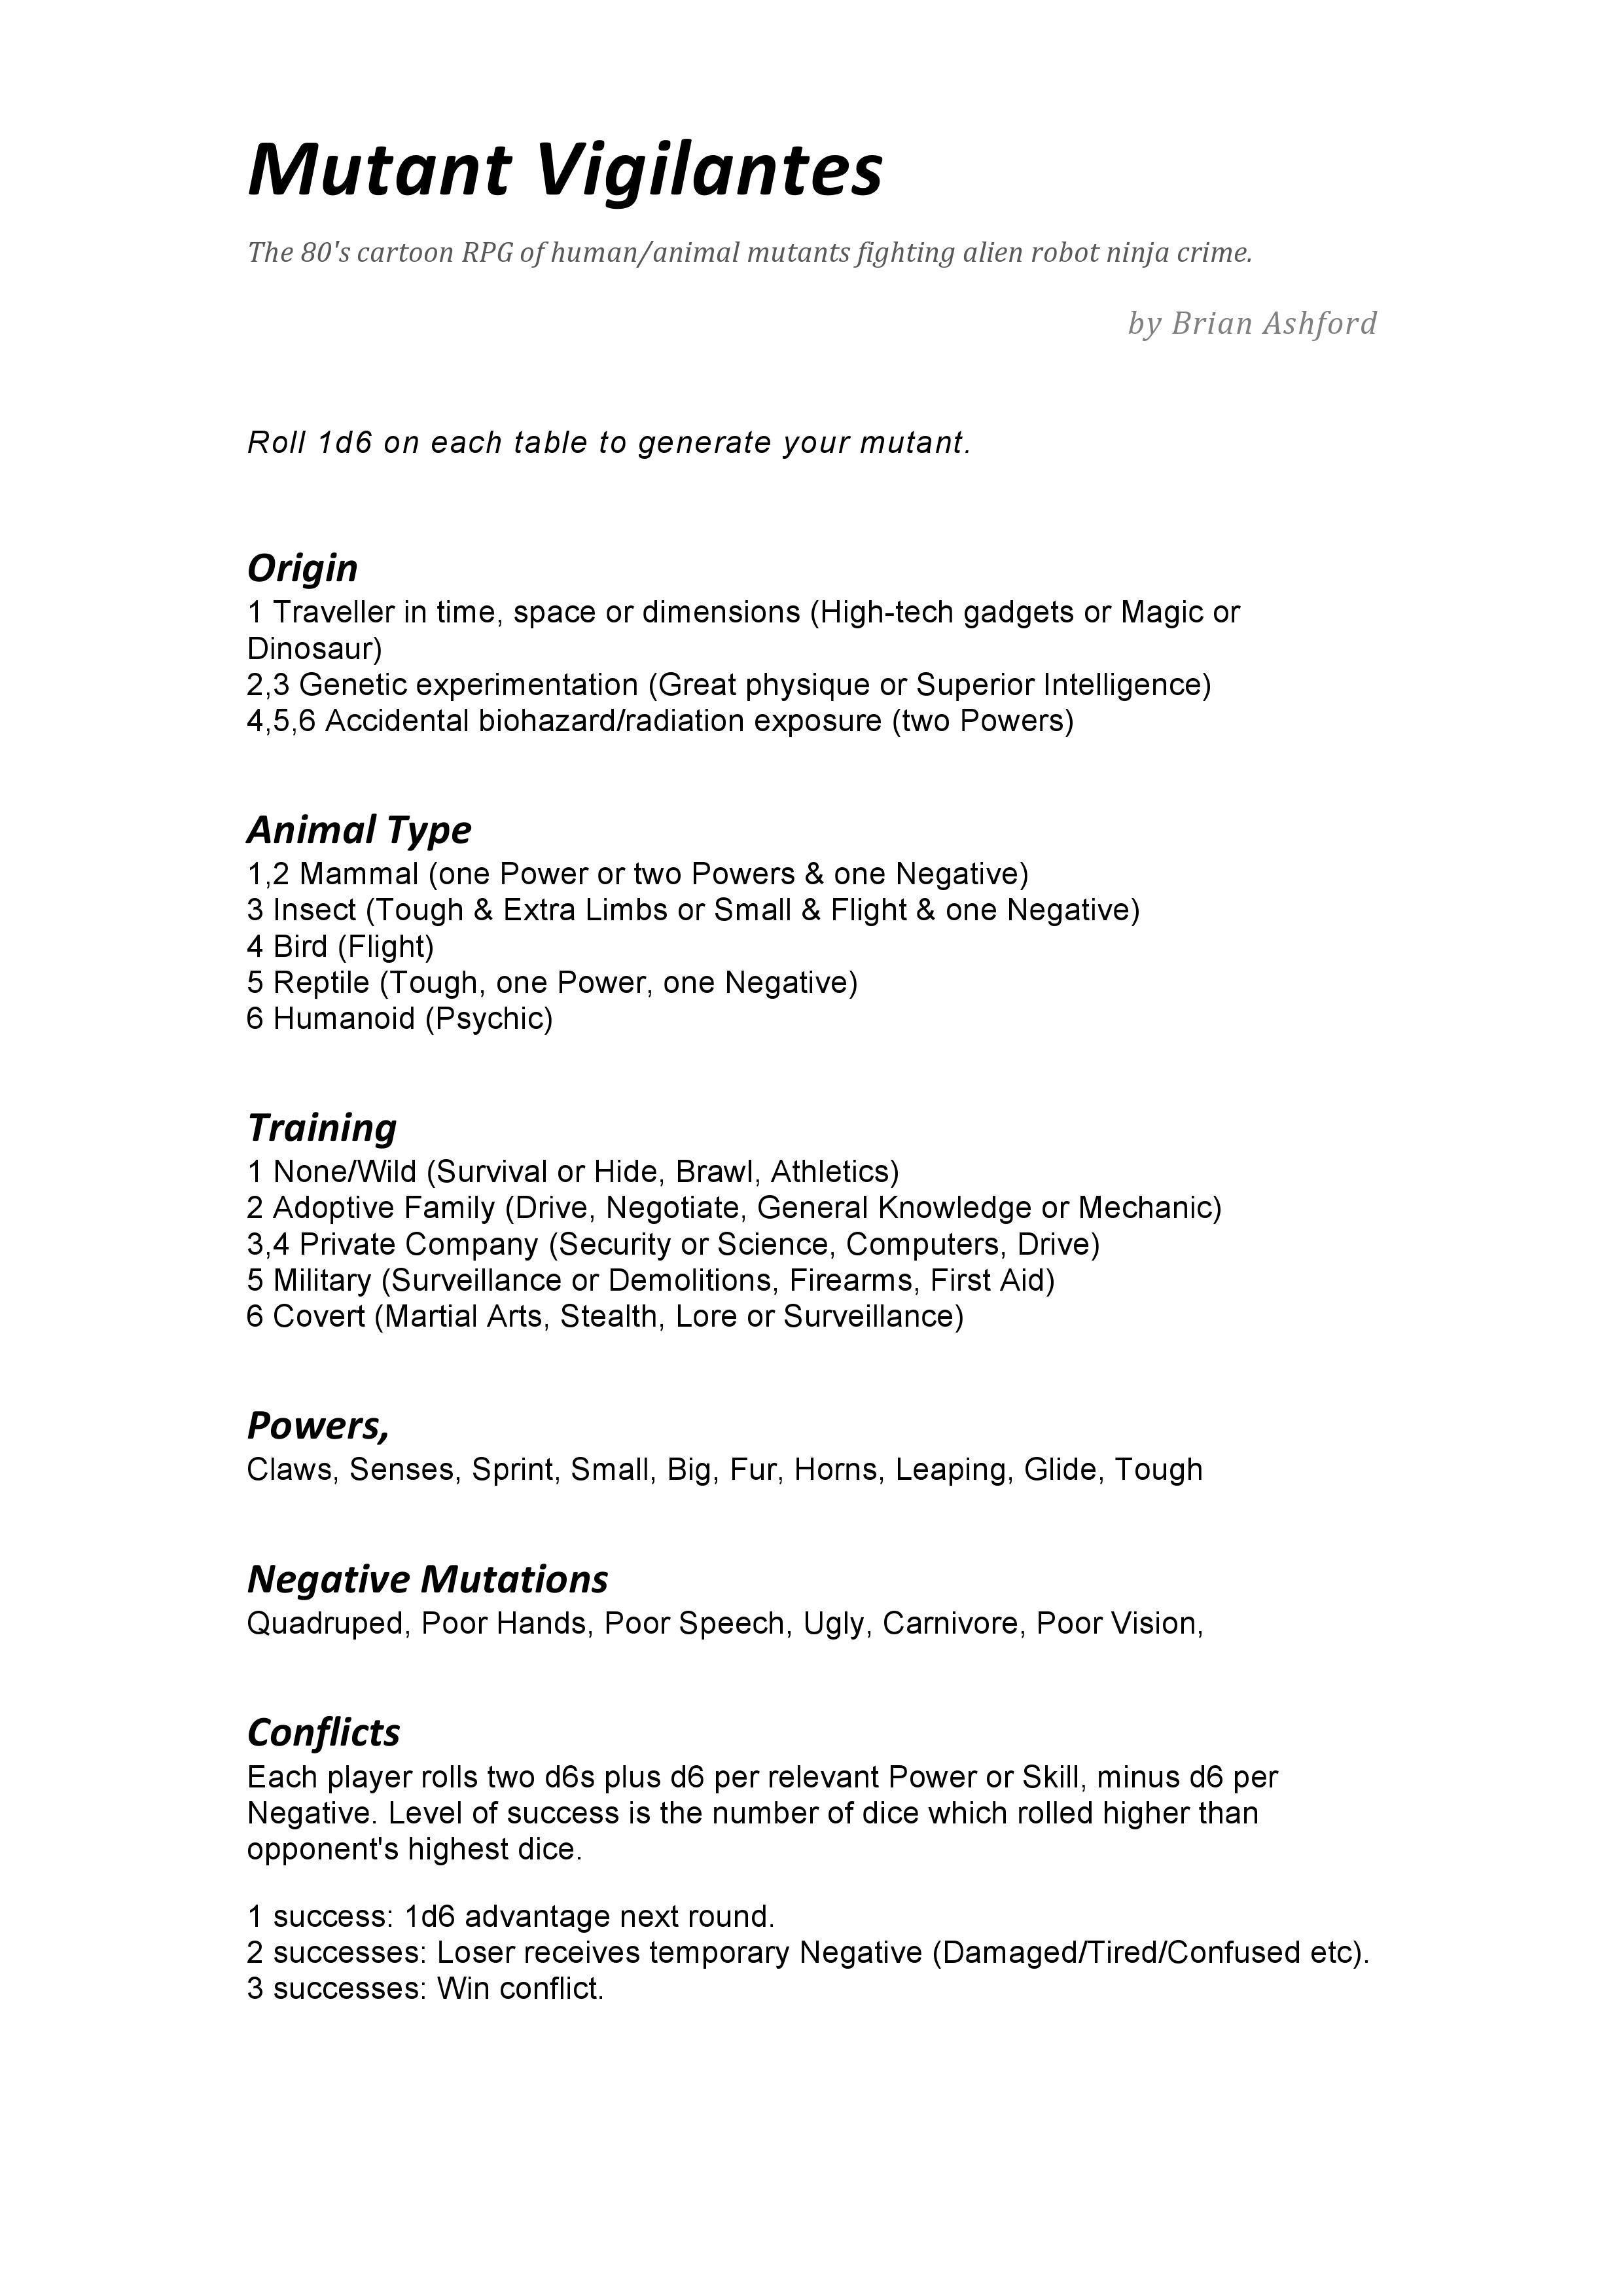 Mutant Vigilantes
The 80's cartoon RPG of human/animal mutants fighting alien robot ninja crime.
by Brian Ashford
Roll 1d6 on each table to generate your mutant.
Origin
1 Traveller in time, space or dimensions (High-tech gadgets or Magic or
Dinosaur)
2,3 Genetic experimentation (Great physique or Superior Intelligence)
4,5,6 Accidental biohazard/radiation exposure (two Powers)
Animal Type
1,2 Mammal (one Power or two Powers & one Negative)
3 Insect (Tough & Extra Limbs or Small & Flight & one Negative)
4 Bird (Flight)
5 Reptile (Tough, one Power, one Negative)
6 Humanoid (Psychic)
Training
1 None/Wild (Survival or Hide, Brawl, Athletics)
2 Adoptive Family (Drive, Negotiate, General Knowledge or Mechanic)
3,4 Private Company (Security or Science, Computers, Drive)
5 Military (Surveillance or Demolitions, Firearms, First Aid)
6 Covert (Martial Arts, Stealth, Lore or Surveillance)
Powers,
Claws, Senses, Sprint, Small, Big, Fur, Horns, Leaping, Glide, Tough
Negative Mutations
Quadruped, Poor Hands, Poor Speech, Ugly, Carnivore, Poor Vision,
Conflicts
Each player rolls two d6s plus d6 per relevant Power or Skill, minus d6 per
Negative. Level of success is the number of dice which rolled higher than
opponent's highest dice.
1 success: 1d6 advantage next round.
2 successes: Loser receives temporary Negative (Damaged/Tired/Confused etc).
3 successes: Win conflict.